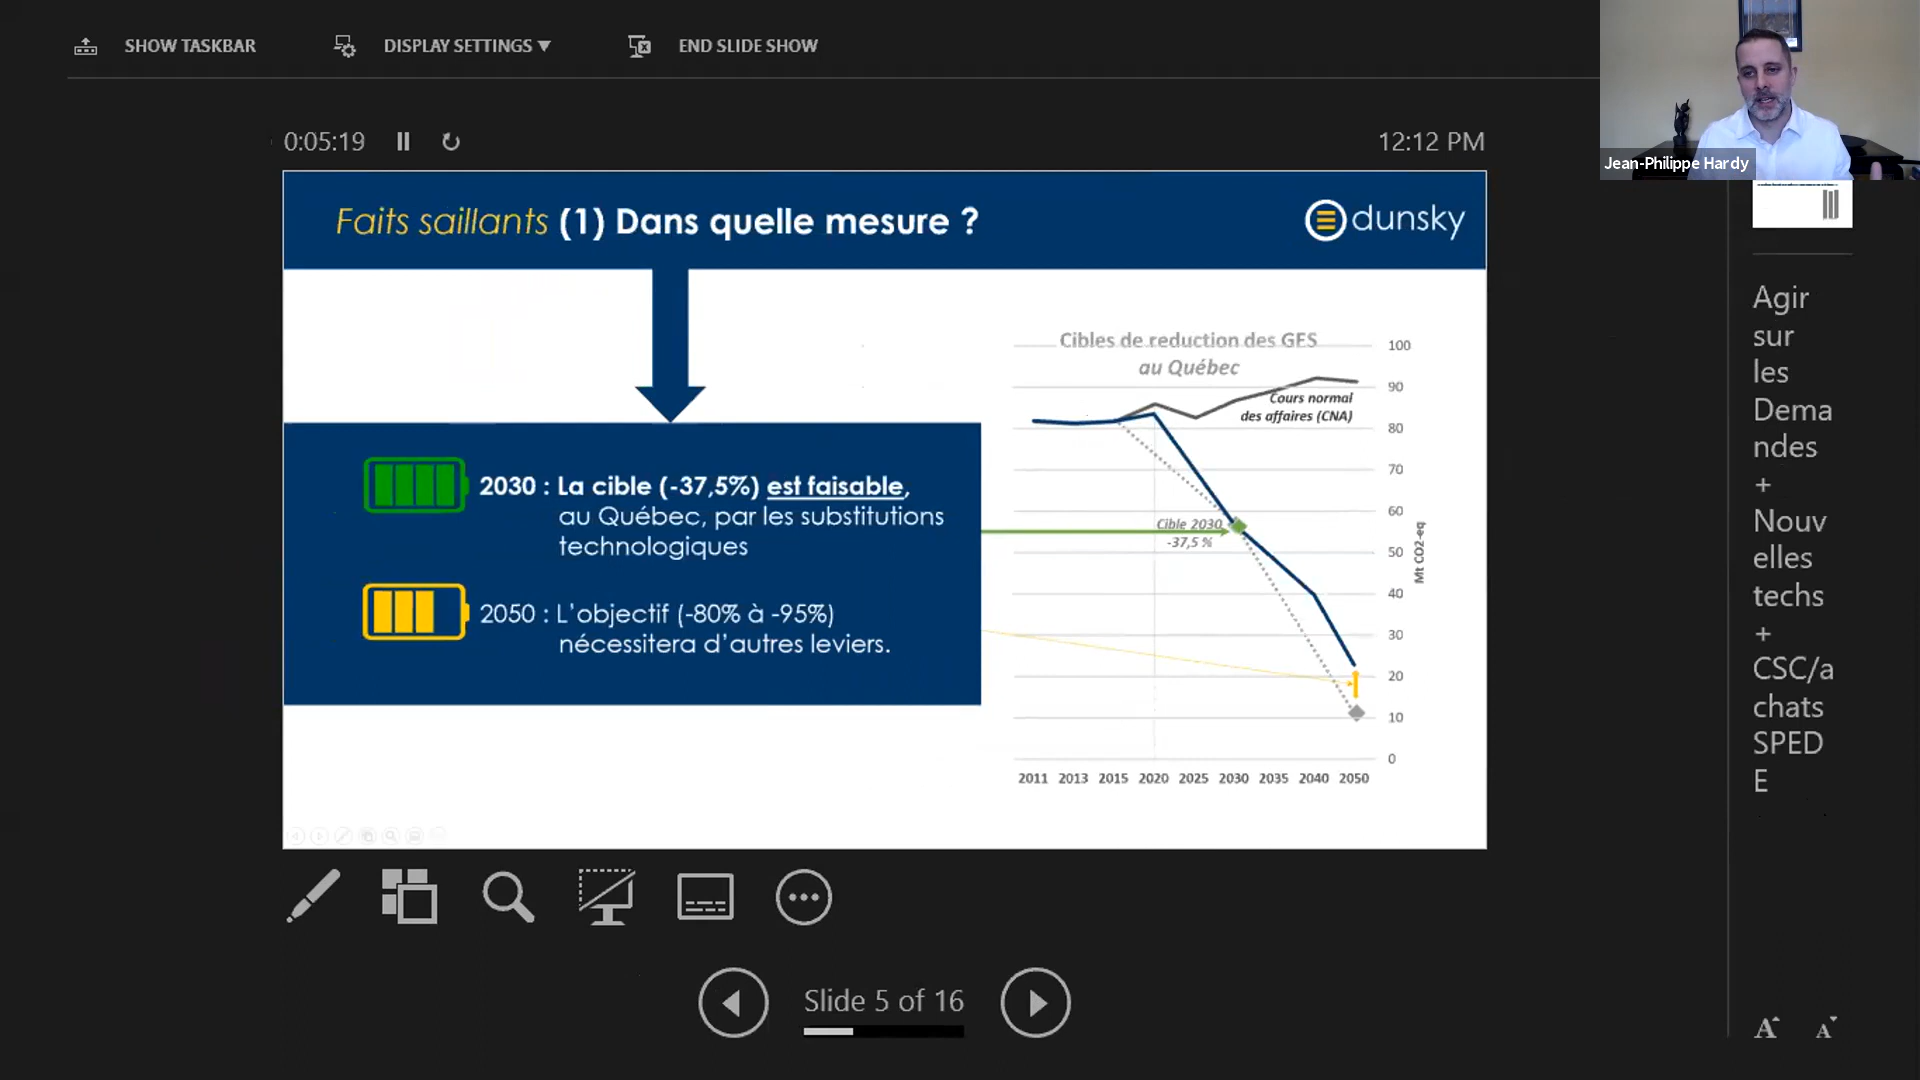 SHOW TASKBAR
DISPLAY SETTINGS ▼
END SLIDE SHOW
Jean-Philippe Hardy
0:05:19
12:12 PM
Faits saillants (1) Dans quelle mesure ?
dunsky
2030 : La cible (-37,5%) est faisable,
au Québec, par les substitutions
technologiques
2050 : L'objectif (-80% à -95%)
nécessitera d'autres leviers.
Cibles de reduction des GES
au Québec
Cours normal
des affaires (CNA)
Cible 2030
-37,5 %
100
90
80
70
60
50
40
30
20
10
0
Mt CO2-eq
2011 2013 2015 2020 2025 2030 2035 2040 2050
Agir
sur
les
Dema
ndes
+
Nouv
elles
techs
+
CSC/a
chats
SPED
E
Slide 5 of 16
A A